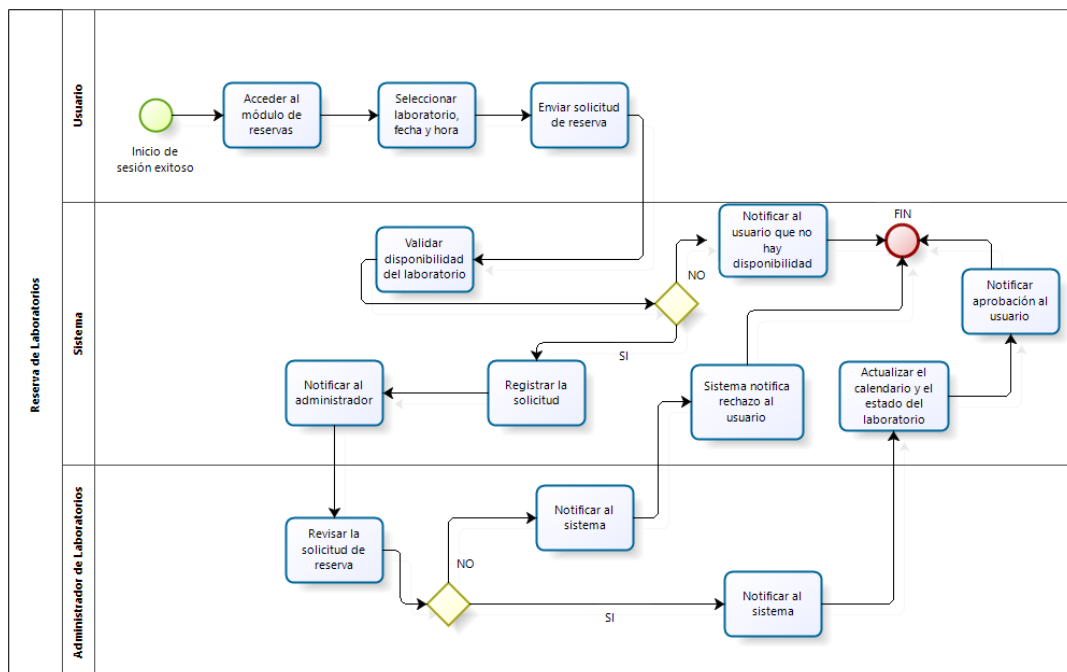 Reserva de Laboratorios
Usuario
Inicio de
sesión exitoso
Acceder al
módulo de
reservas
Seleccionar
laboratorio,
fecha y hora
Enviar solicitud
de reserva
Sistema
Validar
disponibilidad
del laboratorio
NO
SI
Notificar al
usuario que no
hay
disponibilidad
FIN
Notificar
aprobación al
usuario
Notificar al
administrador
Registrar la
solicitud
Sistema notifica
rechazo al
usuario
Actualizar el
calendario y el
estado del
laboratorio
Administrador de Laboratorios
Revisar la
solicitud de
reserva
NO
Notificar al
sistema
SI
Notificar al
sistema